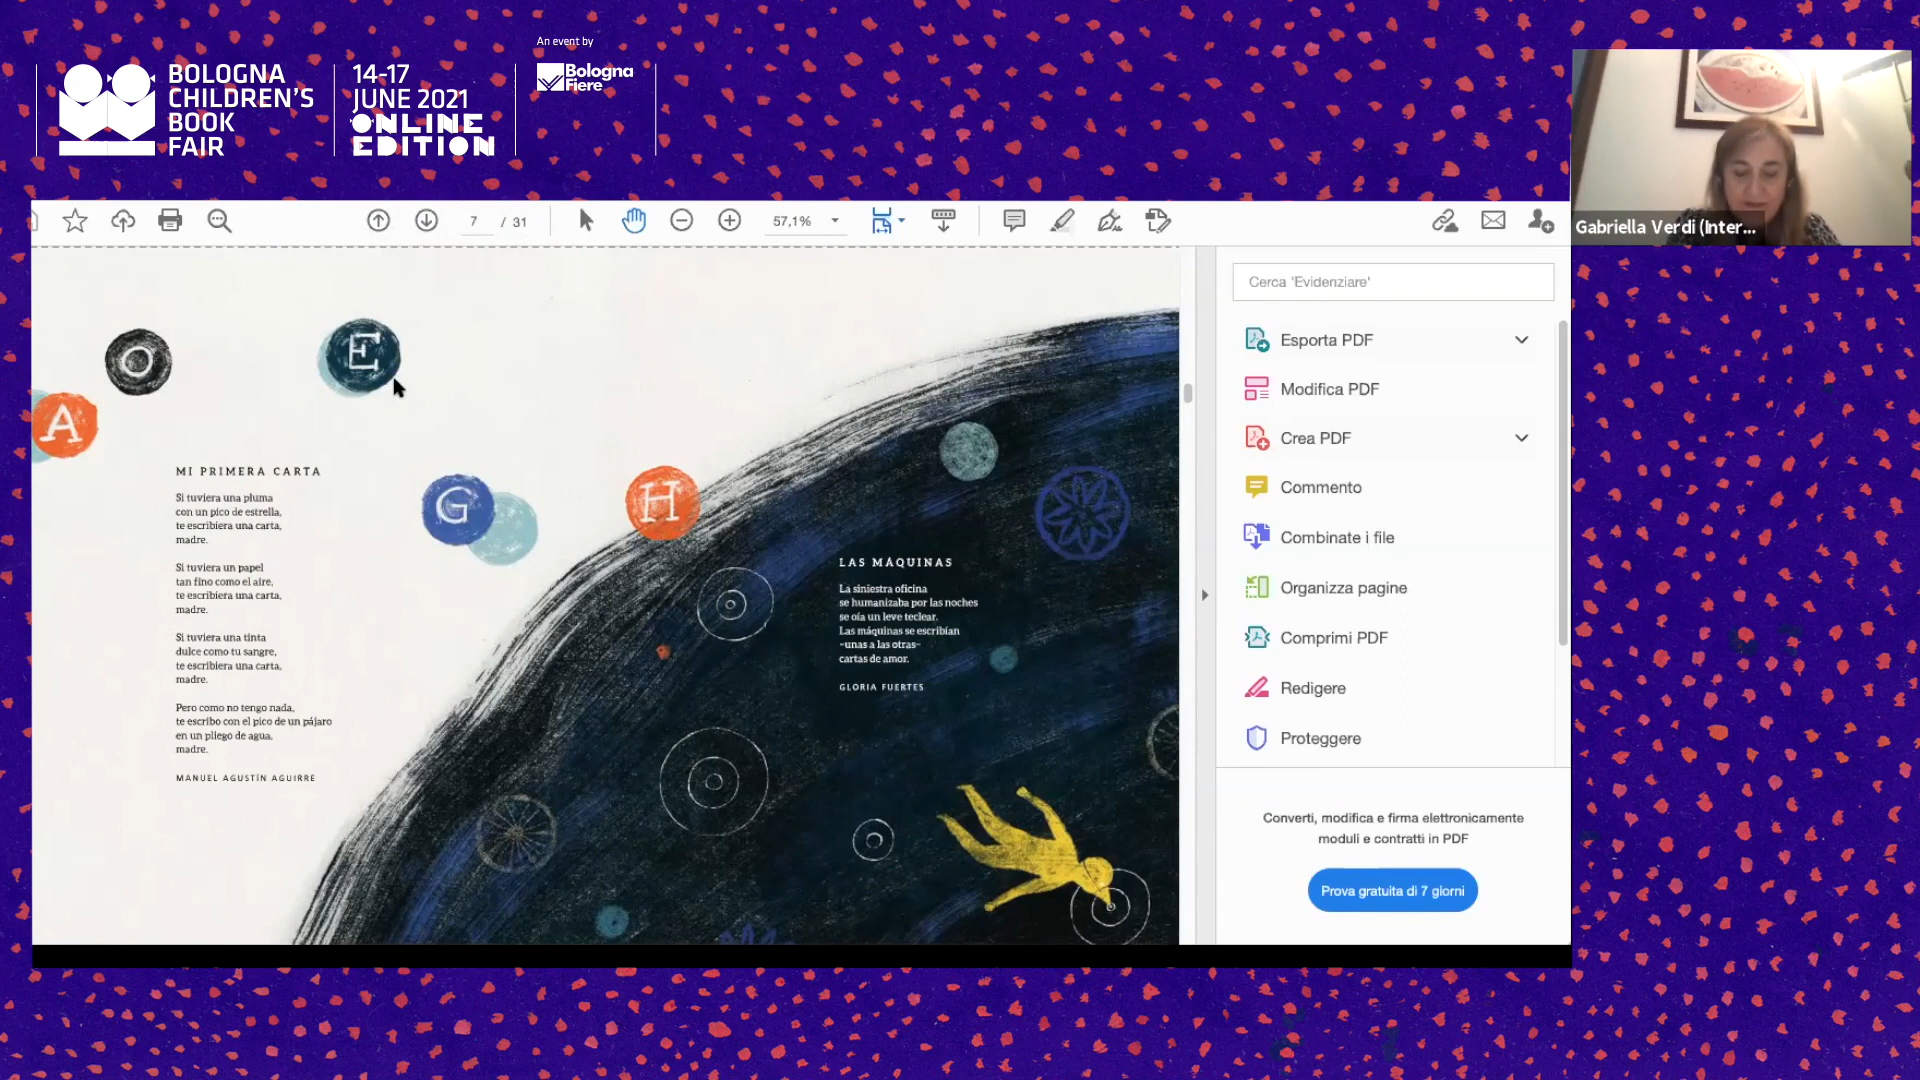 BOLOGNA
CHILDREN'S
BOOK
FAIR
14-17
JUNE 2021
ONLINE
EDITION
An event by
Bologna
Fiere
Gabriella Verdi (Inter...
7 / 31
57,1%
Cerca 'Evidenziare'
Esporta PDF
Modifica PDF
Crea PDF
Commento
Combinate i file
Organizza pagine
Comprimi PDF
Redigere
Proteggere
Converti, modifica e firma elettronicamente
moduli e contratti in PDF
Prova gratuita di 7 giorni
O
E
A
G
H
MI PRIMERA CARTA
Si tuviera una pluma
con un pico de estrella,
te escribiera una carta,
madre.
Si tuviera un papel
tan fino como el aire,
te escribiera una carta,
madre.
Si tuviera una tinta
dulce como tu sangre,
te escribiera una carta,
madre.
Pero como no tengo nada,
te escribo con el pico de un pájaro
en un pliego de agua,
madre.
MANUEL AGUSTÍN AGUIRRE
LAS MÁQUINAS
La siniestra oficina
se humanizaba por las noches
se oía un leve teclear.
Las máquinas se escribían
–unas a las otras–
cartas de amor.
GLORIA FUERTES